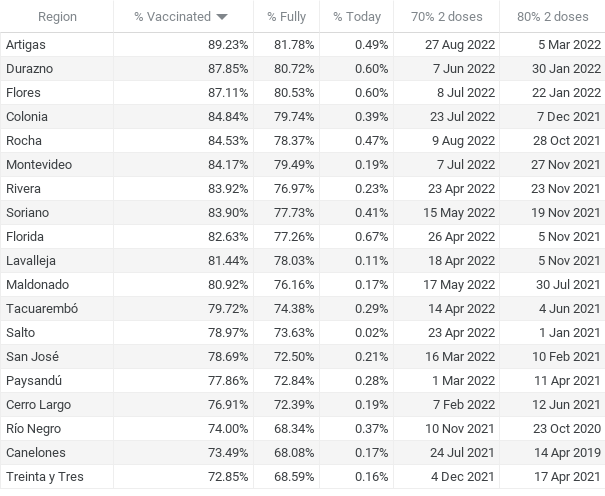 Region % Vaccinated % Fully % Today 70% 2 doses 80% 2 doses
Artigas 89.23% 81.78% 0.49% 27 Aug 2022 5 Mar 2022
Durazno 87.85% 80.72% 0.60% 7 Jun 2022 30 Jan 2022
Flores 87.11% 80.53% 0.60% 8 Jul 2022 22 Jan 2022
Colonia 84.84% 79.74% 0.39% 23 Jul 2022 7 Dec 2021
Rocha 84.53% 78.37% 0.47% 9 Aug 2022 28 Oct 2021
Montevideo 84.17% 79.49% 0.19% 7 Jul 2022 27 Nov 2021
Rivera 83.92% 76.97% 0.23% 23 Apr 2022 23 Nov 2021
Soriano 83.90% 77.73% 0.41% 15 May 2022 19 Nov 2021
Florida 82.63% 77.26% 0.67% 26 Apr 2022 5 Nov 2021
Lavalleja 81.44% 78.03% 0.11% 18 Apr 2022 5 Nov 2021
Maldonado 80.92% 76.16% 0.17% 17 May 2022 30 Jul 2021
Tacuarembó 79.72% 74.38% 0.29% 14 Apr 2022 4 Jun 2021
Salto 78.97% 73.63% 0.02% 23 Apr 2022 1 Jan 2021
San José 78.69% 72.50% 0.21% 16 Mar 2022 10 Feb 2021
Paysandú 77.86% 72.84% 0.28% 1 Mar 2022 11 Apr 2021
Cerro Largo 76.91% 72.39% 0.19% 7 Feb 2022 12 Jun 2021
Río Negro 74.00% 68.34% 0.37% 10 Nov 2021 23 Oct 2020
Canelones 73.49% 68.08% 0.17% 24 Jul 2021 14 Apr 2019
Treinta y Tres 72.85% 68.59% 0.16% 4 Dec 2021 17 Apr 2021